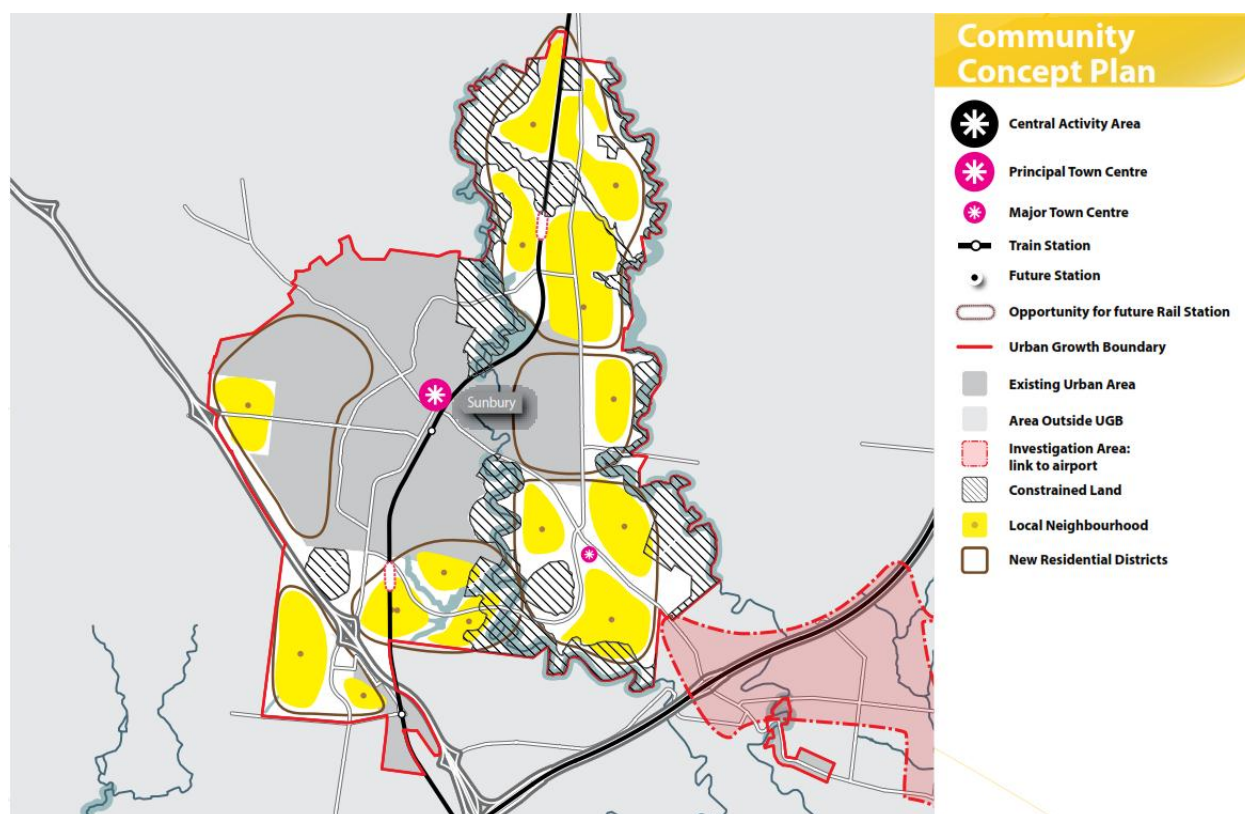 Community
Concept Plan
Central Activity Area
Principal Town Centre
Major Town Centre
Train Station
Future Station
Opportunity for future Rail Station
Urban Growth Boundary
Existing Urban Area
Area Outside UGB
Investigation Area:
link to airport
Constrained Land
Local Neighbourhood
New Residential Districts
Sunbury